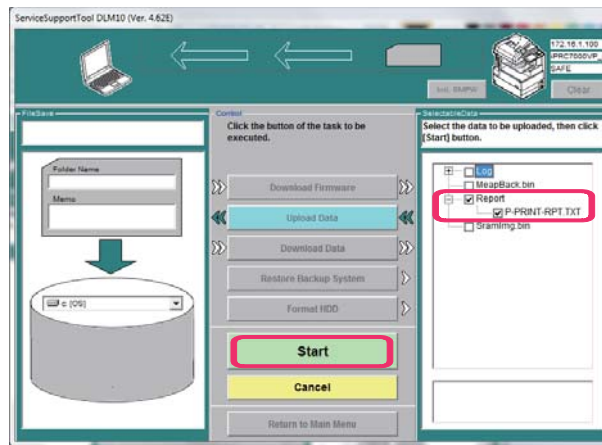 ServiceSupportTool DLM10 (Ver. 4.62E)
172.16.1.100
iPRC7000VP_
SAFE
Clear
FileSave
Control
SelectableData
Click the button of the task to be
executed.
Select the data to be uploaded, then click
[Start] button.
Folder Name
Memo
c [OS]
Download Firmware
Upload Data
Download Data
Restore Backup System
Format HDD
Start
Cancel
Return to Main Menu
Log
MeapBack.bin
Report
P-PRINT-RPT.TXT
SramImg.bin